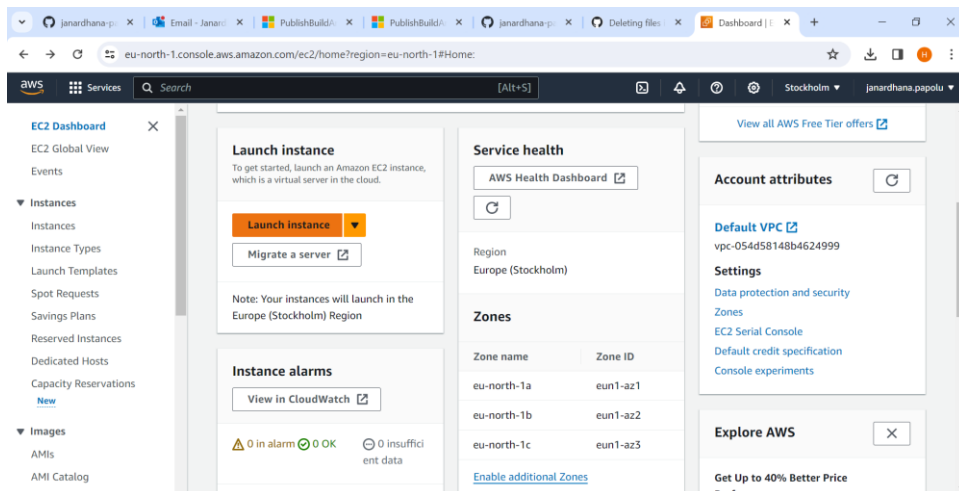 janardhana-pa
Email - Janard
PublishBuildA
PublishBuildA
janardhana-p
Deleting files
Dashboard | E
eu-north-1.console.aws.amazon.com/ec2/home?region=eu-north-1#Home:
aws
Services
Search
[Alt+S]
Stockholm
janardhana.papolu
EC2 Dashboard
EC2 Global View
Events
Instances
Instances
Instance Types
Launch Templates
Spot Requests
Savings Plans
Reserved Instances
Dedicated Hosts
Capacity Reservations
New
Images
AMIs
AMI Catalog
Launch instance
To get started, launch an Amazon EC2 instance,
which is a virtual server in the cloud.
Launch instance
Migrate a server
Note: Your instances will launch in the
Europe (Stockholm) Region
Instance alarms
View in CloudWatch
0 in alarm
0 OK
0 insuffici
ent data
Service health
AWS Health Dashboard
Region
Europe (Stockholm)
Zones
Zone name Zone ID
eu-north-1a eun1-az1
eu-north-1b eun1-az2
eu-north-1c eun1-az3
Enable additional Zones
View all AWS Free Tier offers
Account attributes
Default VPC
vpc-054d58148b4624999
Settings
Data protection and security
Zones
EC2 Serial Console
Default credit specification
Console experiments
Explore AWS
Get Up to 40% Better Price